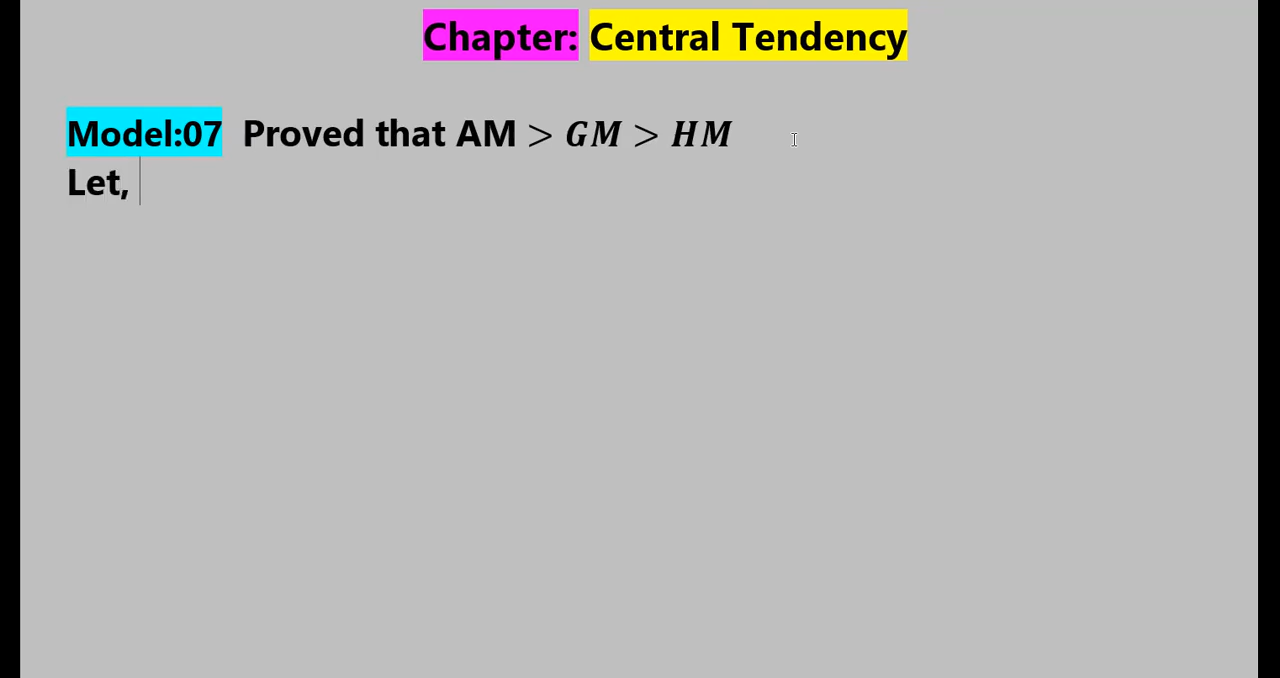 Chapter: Central Tendency
Model:07 Proved that AM > GM > HM
Let,